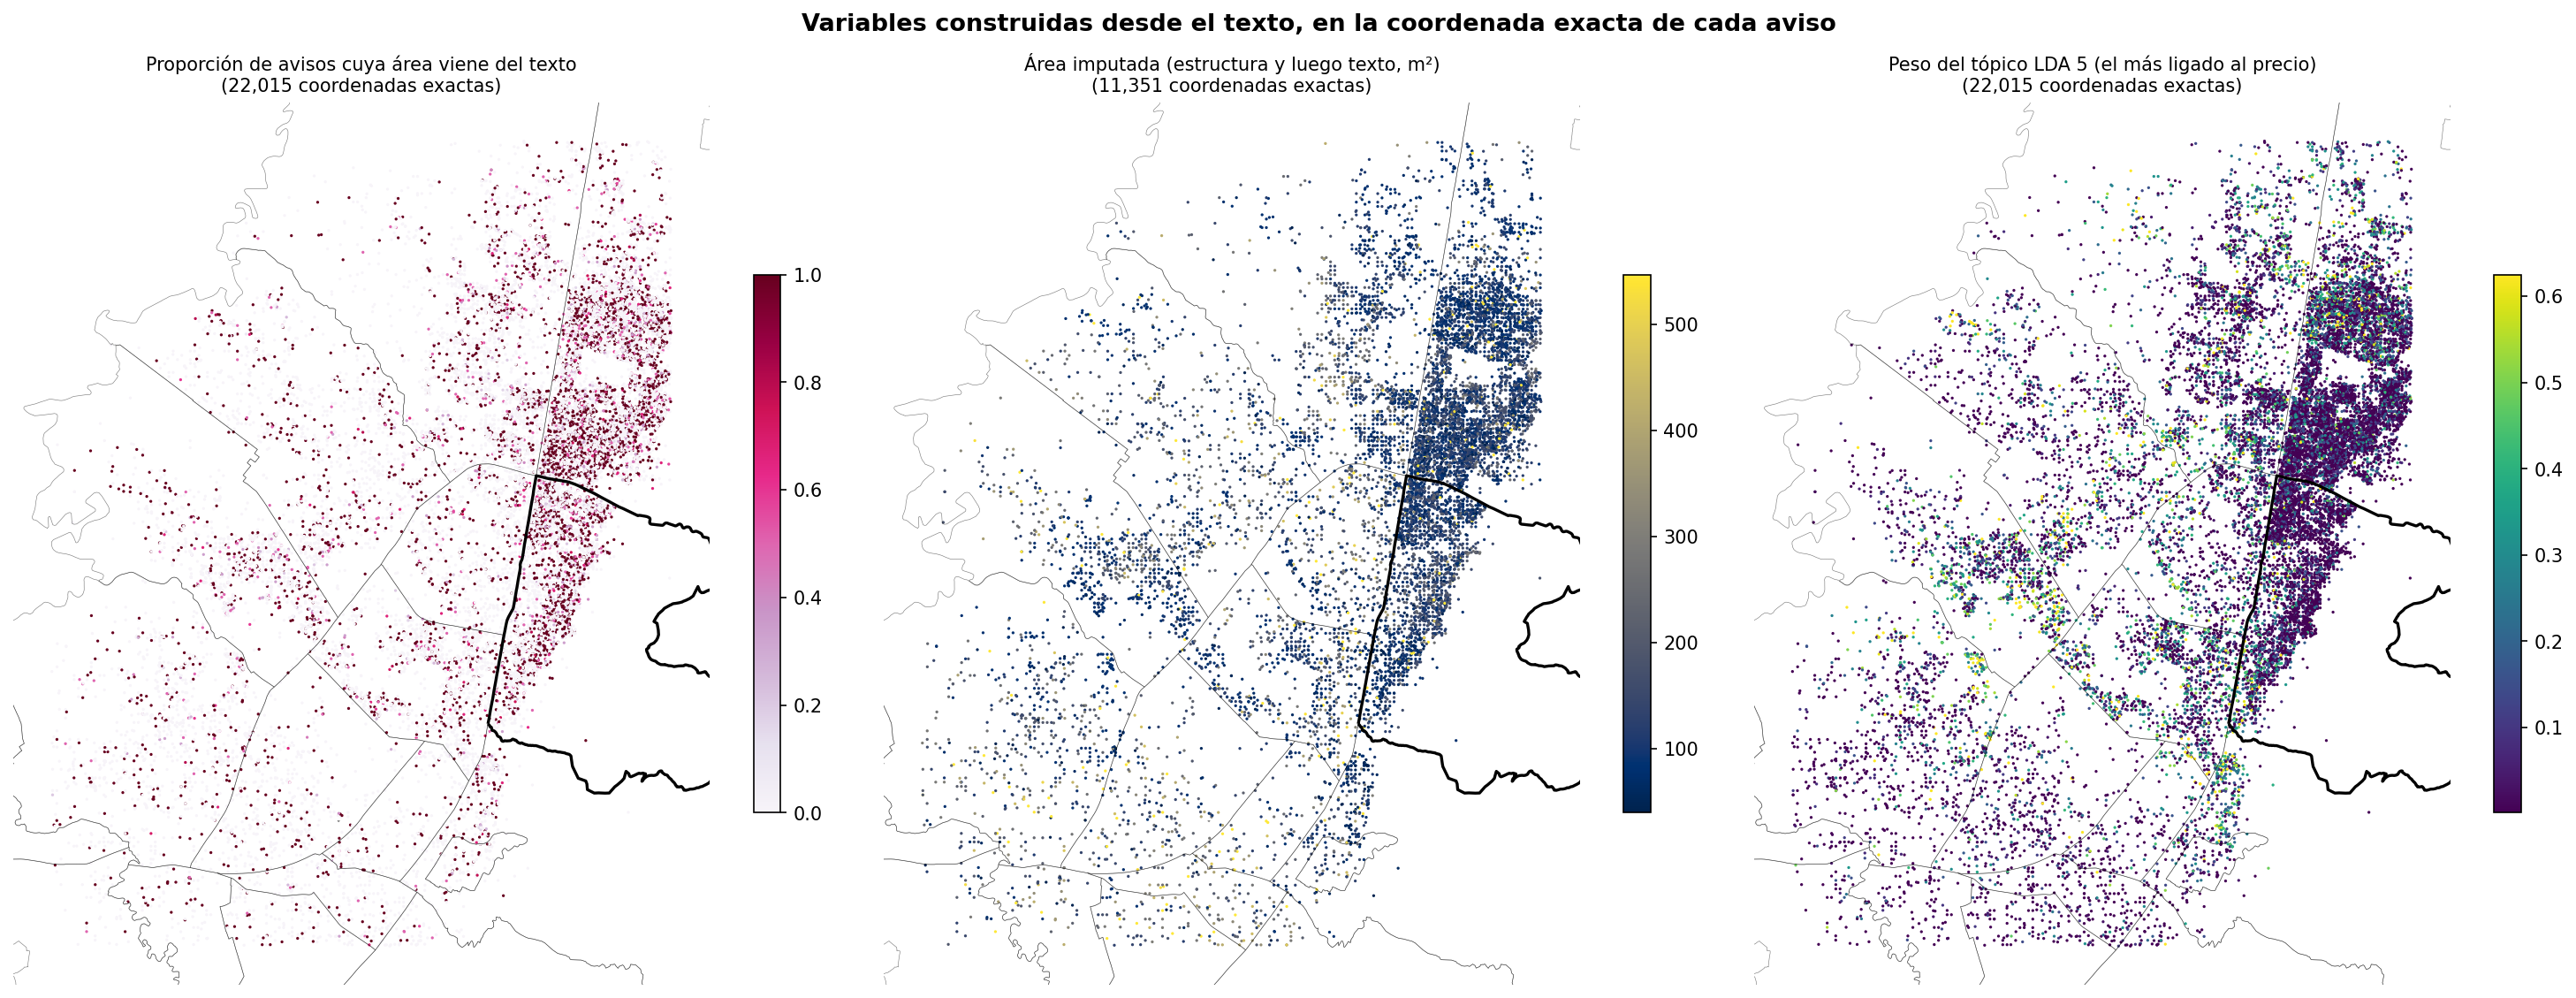 Variables construidas desde el texto, en la coordenada exacta de cada aviso
Proporción de avisos cuya área viene del texto
(22,015 coordenadas exactas)
1.0
0.8
0.6
0.4
0.2
0.0
Área imputada (estructura y luego texto, m²)
(11,351 coordenadas exactas)
500
400
300
200
100
Peso del tópico LDA 5 (el más ligado al precio)
(22,015 coordenadas exactas)
0.6
0.5
0.4
0.3
0.2
0.1